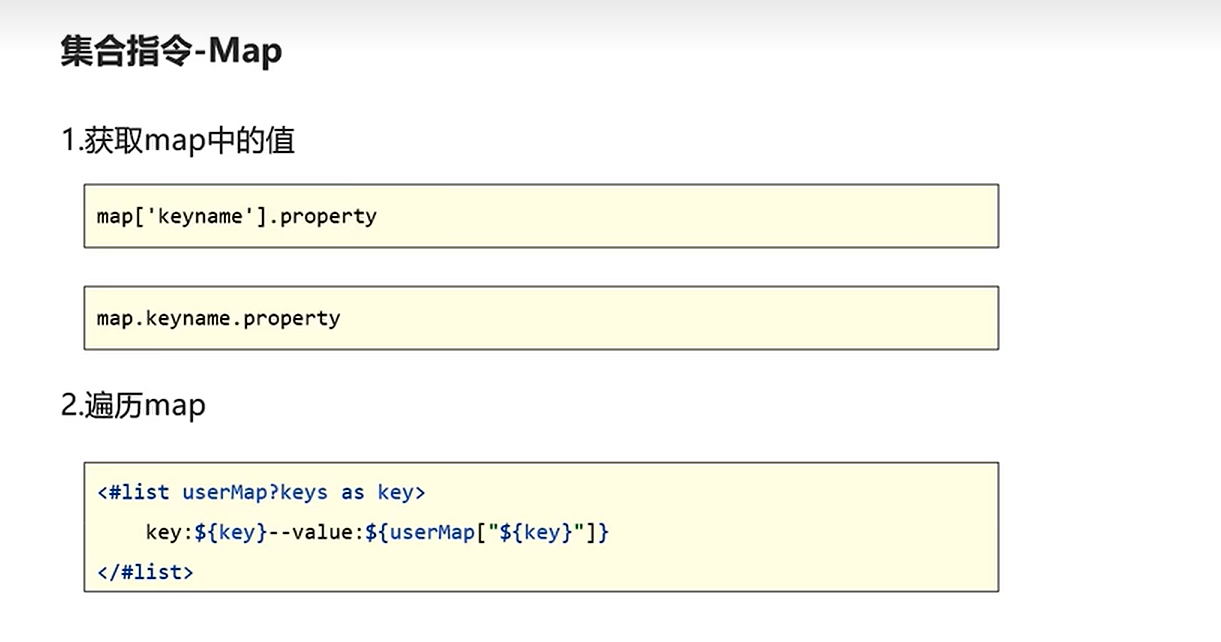 集合指令-Map
1.获取map中的值
map['keyname'].property
map.keyname.property
2.遍历map
<#list userMap?keys as key>
    key:${key}--value:${userMap["${key}"]}
</#list>